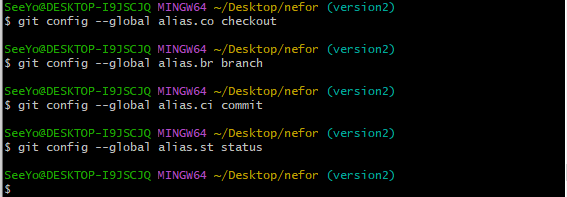 SeeYo@DESKTOP-I9JSCJQ MINGW64 ~/Desktop/nefor (version2)
$ git config --global alias.co checkout
SeeYo@DESKTOP-I9JSCJQ MINGW64 ~/Desktop/nefor (version2)
$ git config --global alias.br branch
SeeYo@DESKTOP-I9JSCJQ MINGW64 ~/Desktop/nefor (version2)
$ git config --global alias.ci commit
SeeYo@DESKTOP-I9JSCJQ MINGW64 ~/Desktop/nefor (version2)
$ git config --global alias.st status
SeeYo@DESKTOP-I9JSCJQ MINGW64 ~/Desktop/nefor (version2)
$